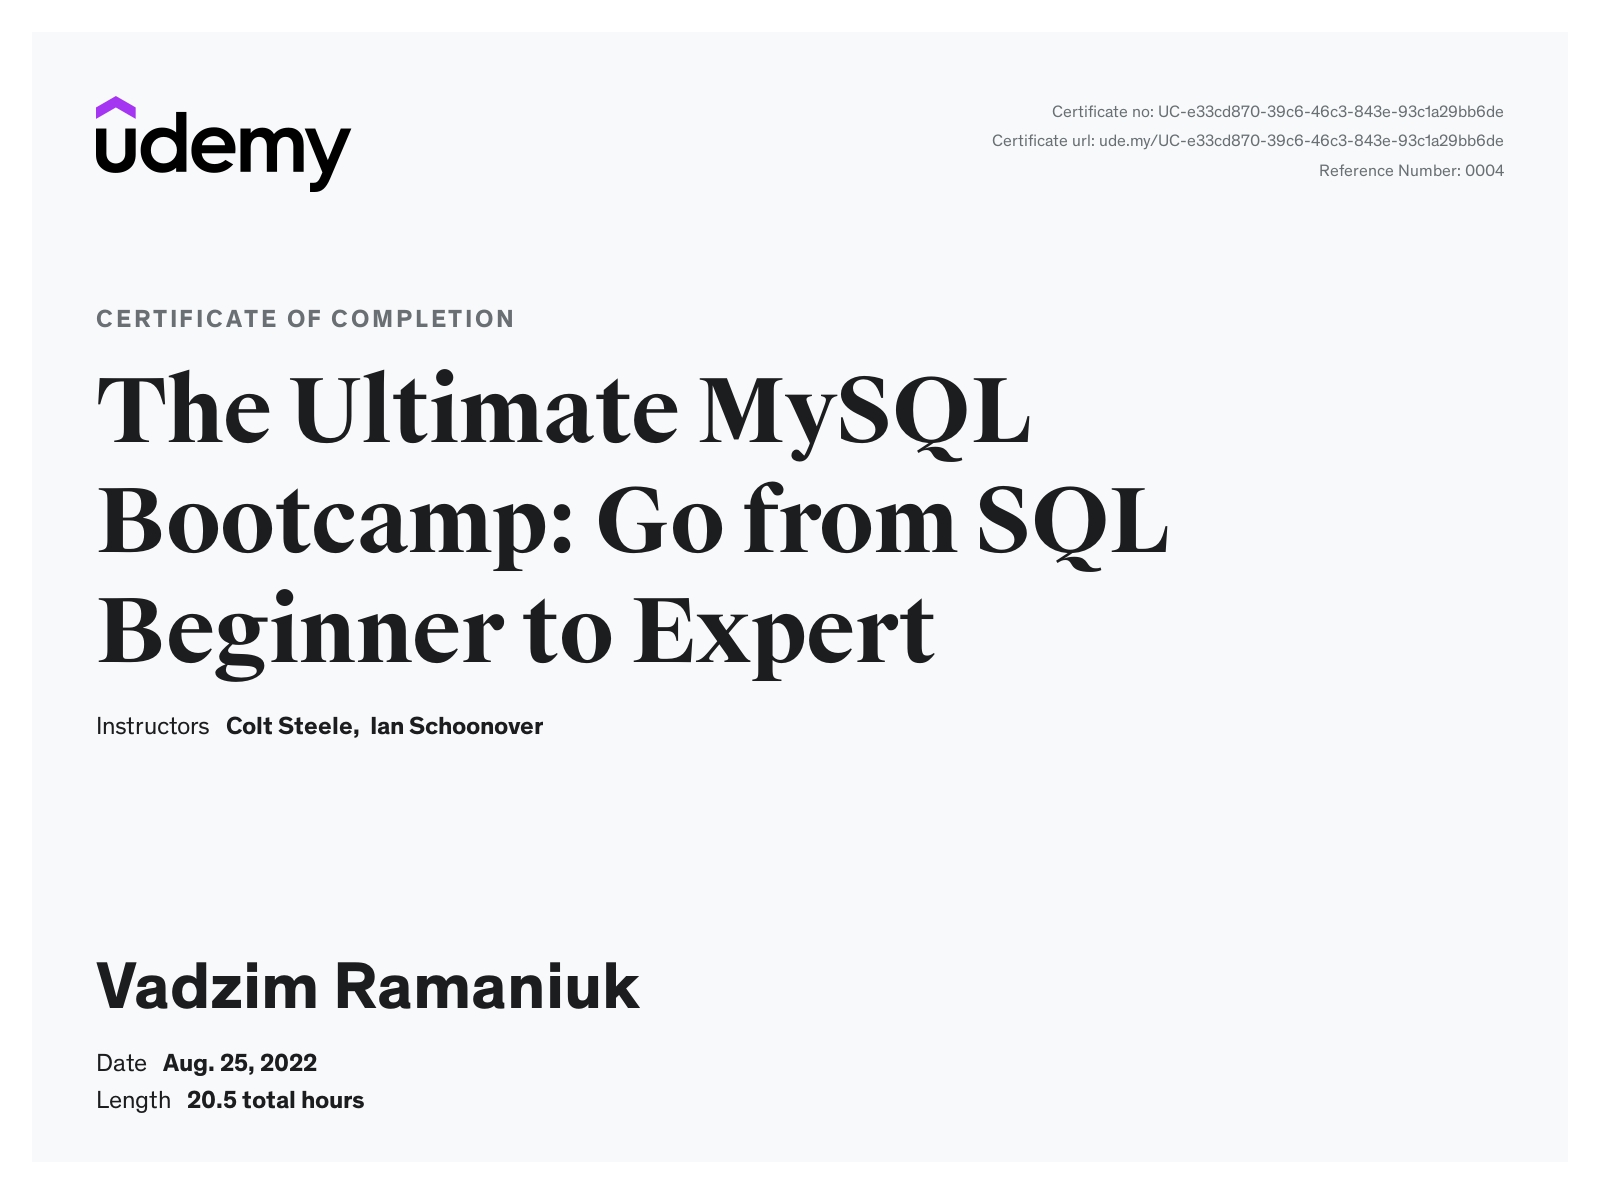 udemy
Certificate no: UC-e33cd870-39c6-46c3-843e-93c1a29bb6de
Certificate url: ude.my/UC-e33cd870-39c6-46c3-843e-93c1a29bb6de
Reference Number: 0004
CERTIFICATE OF COMPLETION
The Ultimate MySQL
Bootcamp: Go from SQL
Beginner to Expert
Instructors Colt Steele, Ian Schoonover
Vadzim Ramaniuk
Date Aug. 25, 2022
Length 20.5 total hours